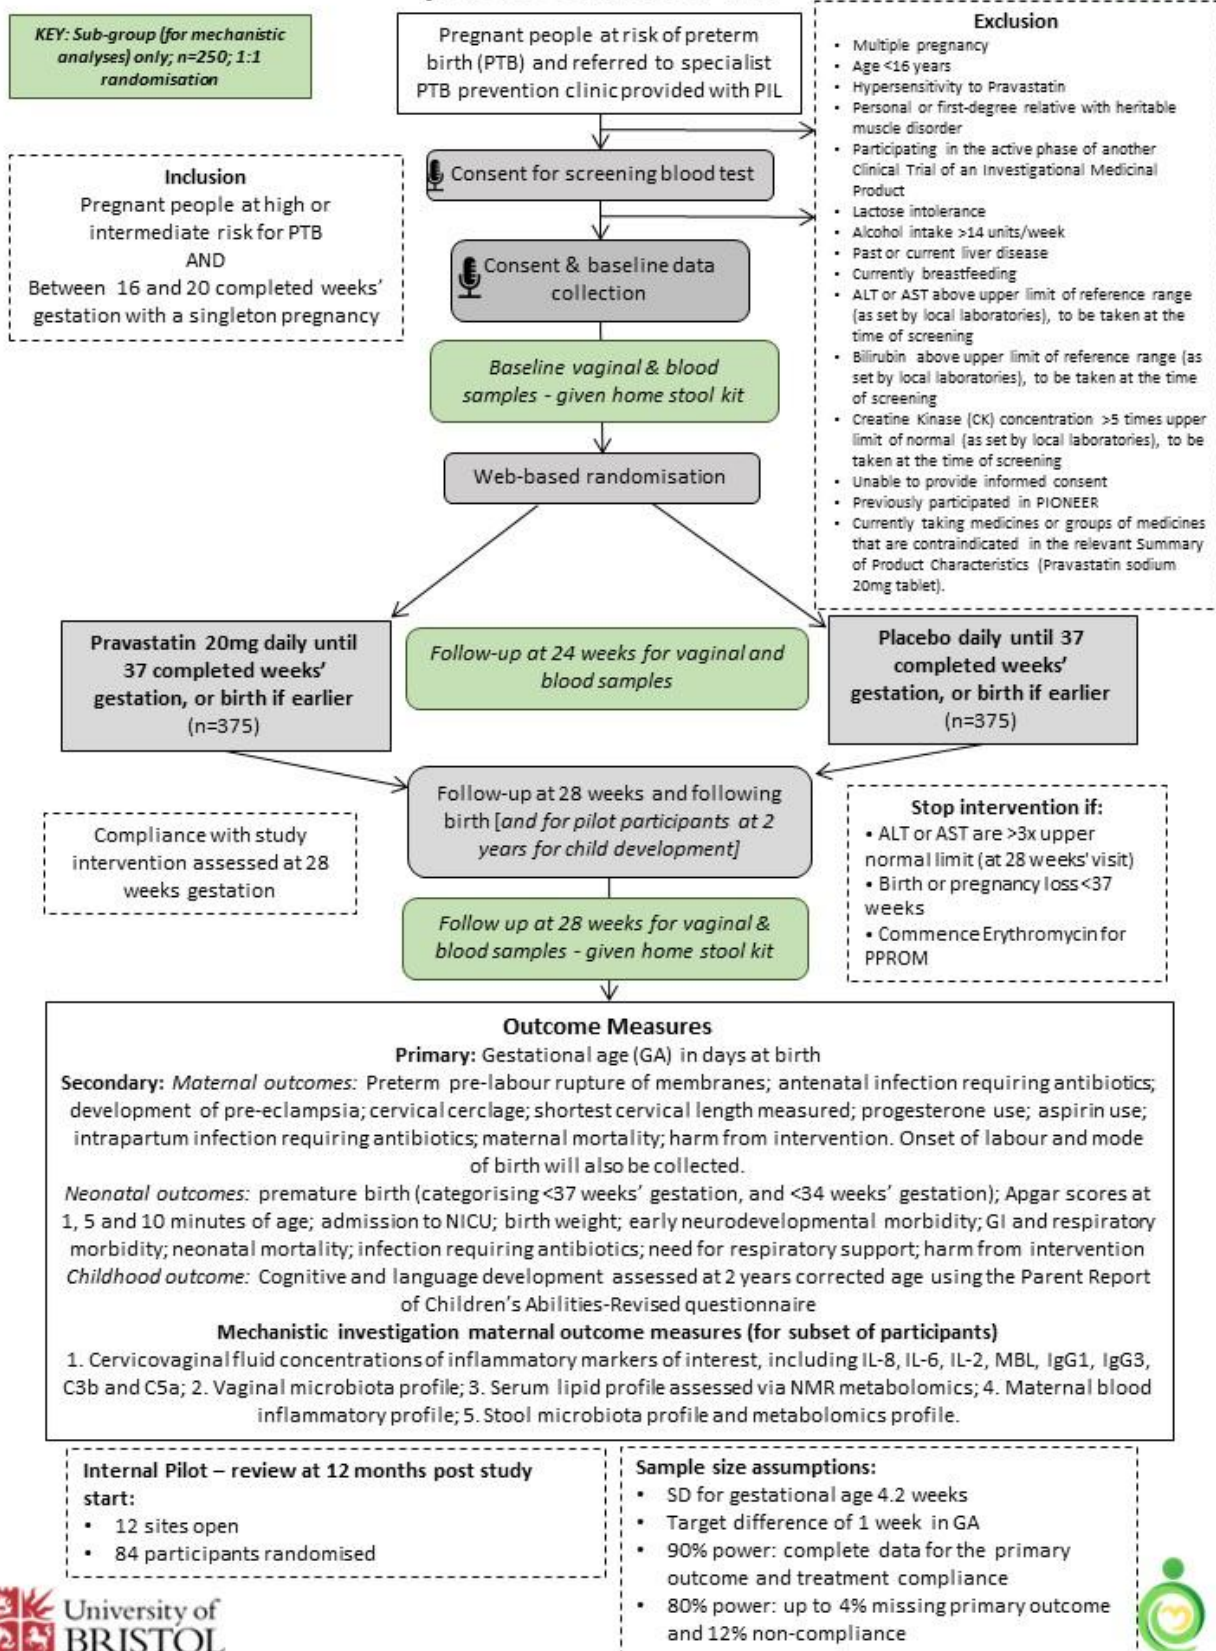 KEY: Sub-group (for mechanistic
analyses) only; n=250; 1:1
randomisation
Pregnant people at risk of preterm
birth (PTB) and referred to specialist
PTB prevention clinic provided with PIL
Exclusion
• Multiple pregnancy
• Age <16 years
• Hypersensitivity to Pravastatin
• Personal or first-degree relative with heritable
muscle disorder
• Participating in the active phase of another
Clinical Trial of an Investigational Medicinal
Product
• Lactose intolerance
• Alcohol intake >14 units/week
• Past or current liver disease
• Currently breastfeeding
• ALT or AST above upper limit of reference range
(as set by local laboratories), to be taken at the
time of screening
• Bilirubin above upper limit of reference range (as
set by local laboratories), to be taken at the time
of screening
• Creatine Kinase (CK) concentration >5 times upper
limit of normal (as set by local laboratories), to be
taken at the time of screening
• Unable to provide informed consent
• Previously participated in PIONEER
• Currently taking medicines or groups of medicines
that are contraindicated in the relevant Summary
of Product Characteristics (Pravastatin sodium
20mg tablet).
Inclusion
Pregnant people at high or
intermediate risk for PTB
AND
Between 16 and 20 completed weeks’
gestation with a singleton pregnancy
Consent for screening blood test
Consent & baseline data
collection
Baseline vaginal & blood
samples - given home stool kit
Web-based randomisation
Pravastatin 20mg daily until
37 completed weeks’
gestation, or birth if earlier
(n=375)
Follow-up at 24 weeks for vaginal and
blood samples
Placebo daily until 37
completed weeks’
gestation, or birth if earlier
(n=375)
Compliance with study
intervention assessed at 28
weeks gestation
Follow-up at 28 weeks and following
birth [and for pilot participants at 2
years for child development]
Follow up at 28 weeks for vaginal &
blood samples - given home stool kit
Stop intervention if:
• ALT or AST are >3x upper
normal limit (at 28 weeks' visit)
• Birth or pregnancy loss <37
weeks
• Commence Erythromycin for
PPROM
Outcome Measures
Primary: Gestational age (GA) in days at birth
Secondary: Maternal outcomes: Preterm pre-labour rupture of membranes; antenatal infection requiring antibiotics;
development of pre-eclampsia; cervical cerclage; shortest cervical length measured; progesterone use; aspirin use;
intrapartum infection requiring antibiotics; maternal mortality; harm from intervention. Onset of labour and mode
of birth will also be collected.
Neonatal outcomes: premature birth (categorising <37 weeks’ gestation, and <34 weeks’ gestation); Apgar scores at
1, 5 and 10 minutes of age; admission to NICU; birth weight; early neurodevelopmental morbidity; GI and respiratory
morbidity; neonatal mortality; infection requiring antibiotics; need for respiratory support; harm from intervention
Childhood outcome: Cognitive and language development assessed at 2 years corrected age using the Parent Report
of Children’s Abilities-Revised questionnaire
Mechanistic investigation maternal outcome measures (for subset of participants)
1. Cervicovaginal fluid concentrations of inflammatory markers of interest, including IL-8, IL-6, IL-2, MBL, IgG1, IgG3,
C3b and C5a; 2. Vaginal microbiota profile; 3. Serum lipid profile assessed via NMR metabolomics; 4. Maternal blood
inflammatory profile; 5. Stool microbiota profile and metabolomics profile.
Internal Pilot – review at 12 months post study
start:
• 12 sites open
• 84 participants randomised
Sample size assumptions:
• SD for gestational age 4.2 weeks
• Target difference of 1 week in GA
• 90% power: complete data for the primary
outcome and treatment compliance
• 80% power: up to 4% missing primary outcome
and 12% non-compliance
University of
BRISTOL